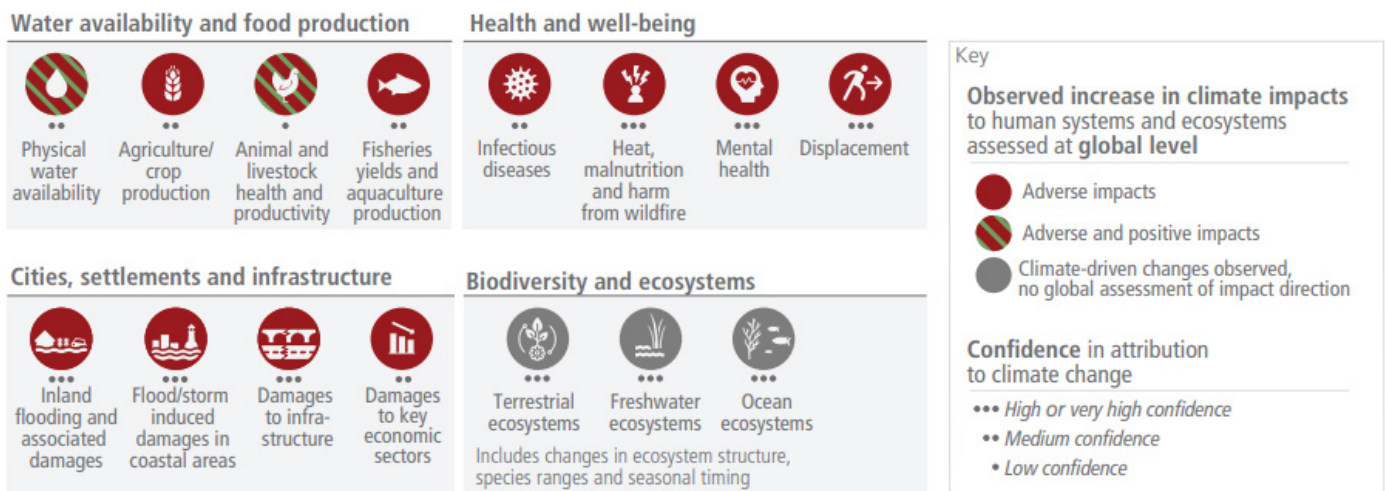 Water availability and food production
Physical
water
availability
Agriculture/
crop
production
Animal and
livestock
health and
productivity
Fisheries
yields and
aquaculture
production
Health and well-being
Infectious
diseases
Heat,
malnutrition
and harm
from wildfire
Mental
health
Displacement
Cities, settlements and infrastructure
Inland
flooding and
associated
damages
Flood/storm
induced
damages in
coastal areas
Damages
to infra-
structure
Damages
to key
economic
sectors
Biodiversity and ecosystems
Terrestrial
ecosystems
Freshwater
ecosystems
Ocean
ecosystems
Includes changes in ecosystem structure,
species ranges and seasonal timing
Key
Observed increase in climate impacts
to human systems and ecosystems
assessed at global level
Adverse impacts
Adverse and positive impacts
Climate-driven changes observed,
no global assessment of impact direction
Confidence in attribution
to climate change
••• High or very high confidence
•• Medium confidence
• Low confidence